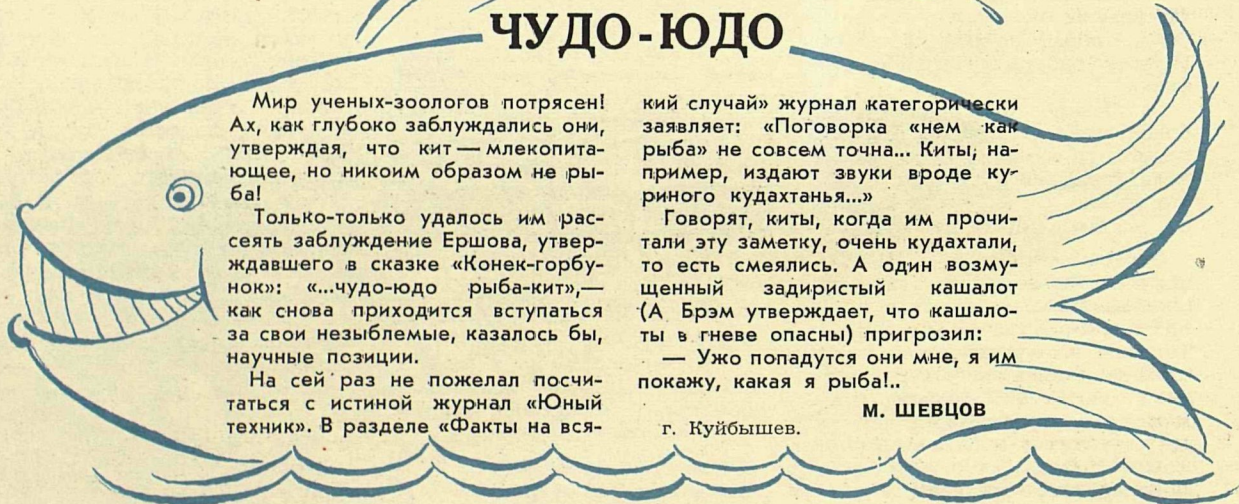 ЧУДО-ЮДО
Мир ученых-зоологов потрясен!
Ах, как глубоко заблуждались они,
утверждая, что кит — млекопита-
ющее, но никоим образом не ры-
ба!
Только-только удалось им рас-
сеять заблуждение Ершова, утвер-
ждавшего в сказке «Конек-горбу-
нок»: «...чудо-юдо рыба-кит»,—
как снова приходится вступаться
за свои незыблемые, казалось бы,
научные позиции.
На сей раз не пожелал посчи-
таться с истиной журнал «Юный
техник». В разделе «Факты на вся-
кий случай» журнал категорически
заявляет: «Поговорка «нем как
рыба» не совсем точна... Киты, на-
пример, издают звуки вроде ку-
риного кудахтанья...»
Говорят, киты, когда им прочи-
тали эту заметку, очень кудахтали,
то есть смеялись. А один возму-
щенный задиристый кашалот
(А Брэм утверждает, что кашало-
ты в гневе опасны) пригрозил:
— Ужо попадутся они мне, я им
покажу, какая я рыба!..
М. ШЕВЦОВ
г. Куйбышев.